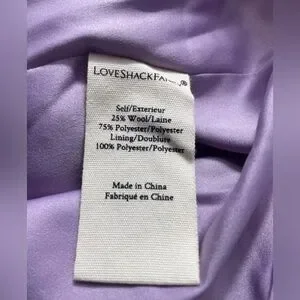 LOVESHACKFANCY®
Self/Exterieur
25% Wool/Laine
75% Polyester/Polyester
Lining/Doublure
100% Polyester/Polyester
Made in China
Fabriqué en Chine